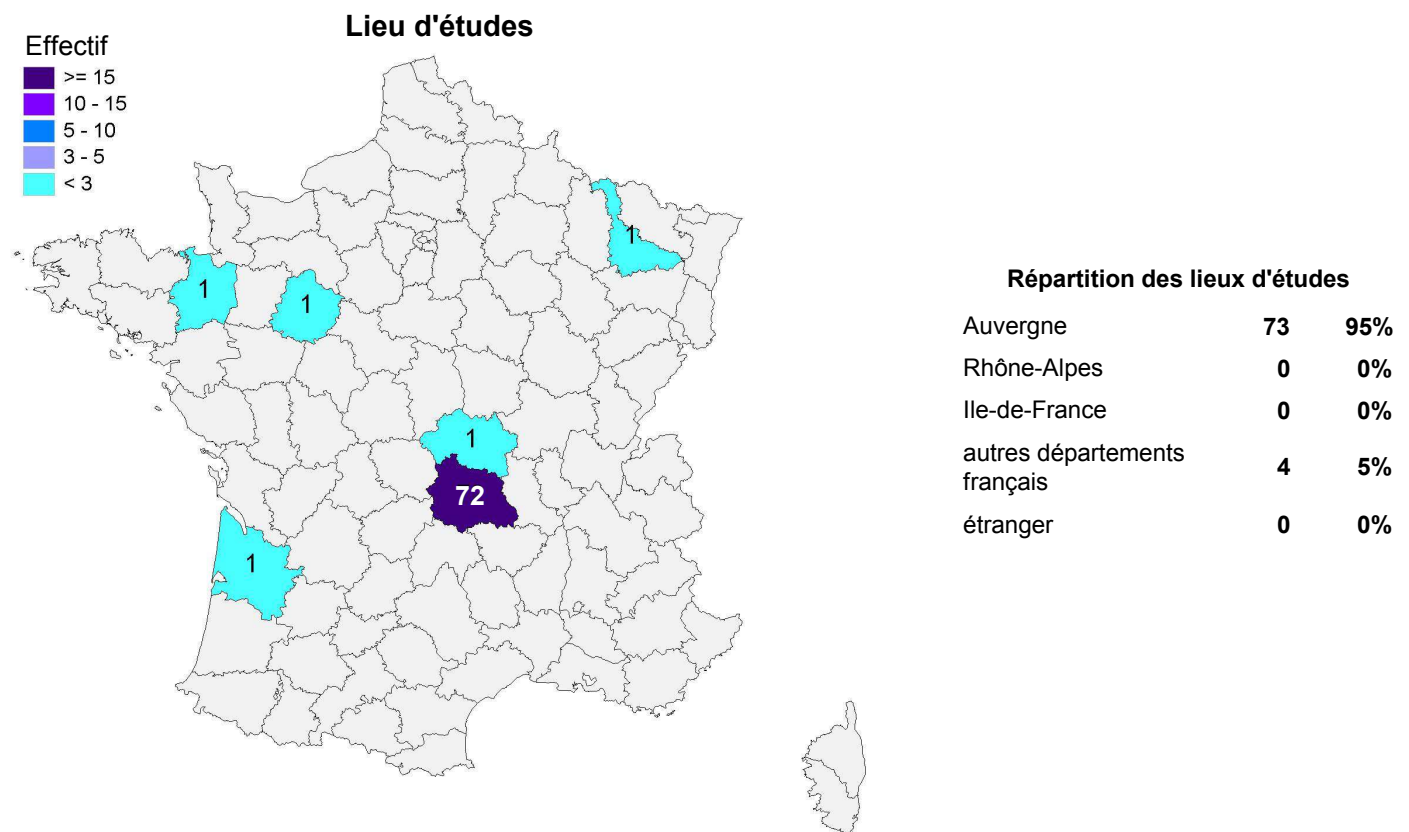 Lieu d'études
Effectif
>= 15
10 - 15
5 - 10
3 - 5
< 3
1
1
1
1
72
1
Répartition des lieux d'études
Auvergne 73 95%
Rhône-Alpes 0 0%
Ile-de-France 0 0%
autres départements
français 4 5%
étranger 0 0%